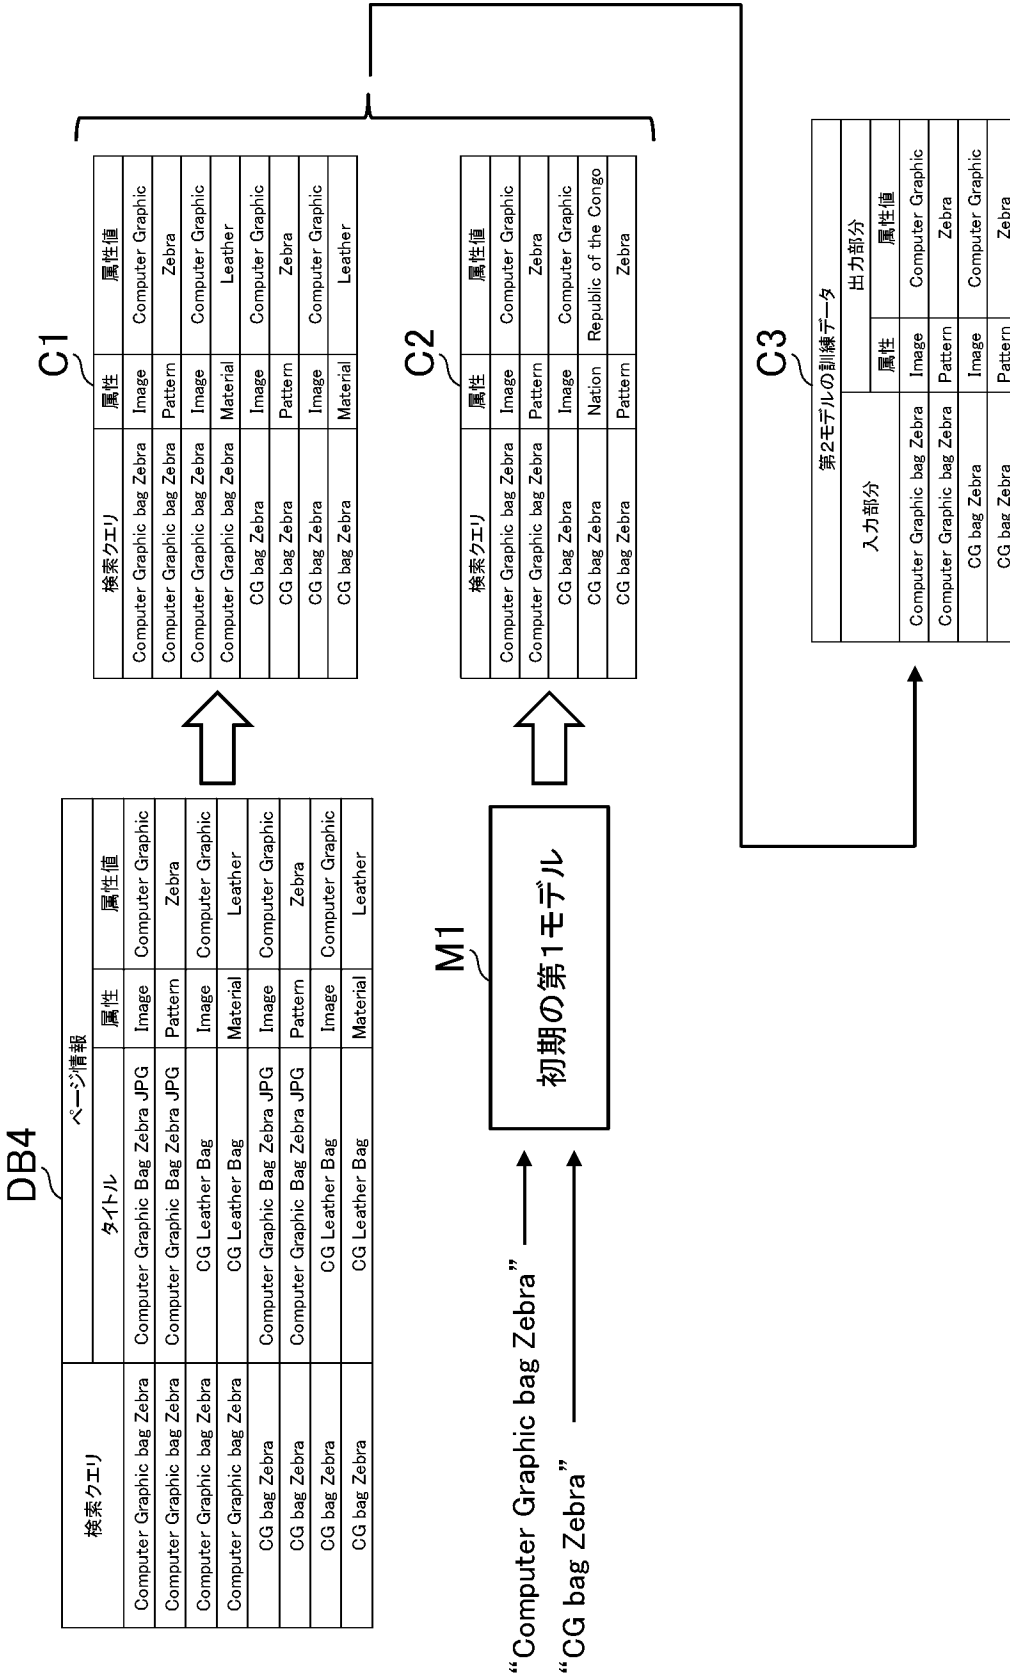 DB4
検索クエリ ページ情報
タイトル 属性 属性値
Computer Graphic bag Zebra Computer Graphic Bag Zebra JPG Image Computer Graphic
Computer Graphic bag Zebra Computer Graphic Bag Zebra JPG Pattern Zebra
Computer Graphic bag Zebra CG Leather Bag Image Computer Graphic
Computer Graphic bag Zebra CG Leather Bag Material Leather
CG bag Zebra Computer Graphic Bag Zebra JPG Image Computer Graphic
CG bag Zebra Computer Graphic Bag Zebra JPG Pattern Zebra
CG bag Zebra CG Leather Bag Image Computer Graphic
CG bag Zebra CG Leather Bag Material Leather
C1
検索クエリ 属性 属性値
Computer Graphic bag Zebra Image Computer Graphic
Computer Graphic bag Zebra Pattern Zebra
Computer Graphic bag Zebra Image Computer Graphic
Computer Graphic bag Zebra Material Leather
CG bag Zebra Image Computer Graphic
CG bag Zebra Pattern Zebra
CG bag Zebra Image Computer Graphic
CG bag Zebra Material Leather
“Computer Graphic bag Zebra”
“CG bag Zebra”
M1
初期の第1モデル
C2
検索クエリ 属性 属性値
Computer Graphic bag Zebra Image Computer Graphic
Computer Graphic bag Zebra Pattern Zebra
CG bag Zebra Image Computer Graphic
CG bag Zebra Nation Republic of the Congo
CG bag Zebra Pattern Zebra
C3
第2モデルの訓練データ
入力部分 出力部分
属性 属性値
Computer Graphic bag Zebra Image Computer Graphic
Computer Graphic bag Zebra Pattern Zebra
CG bag Zebra Image Computer Graphic
CG bag Zebra Pattern Zebra